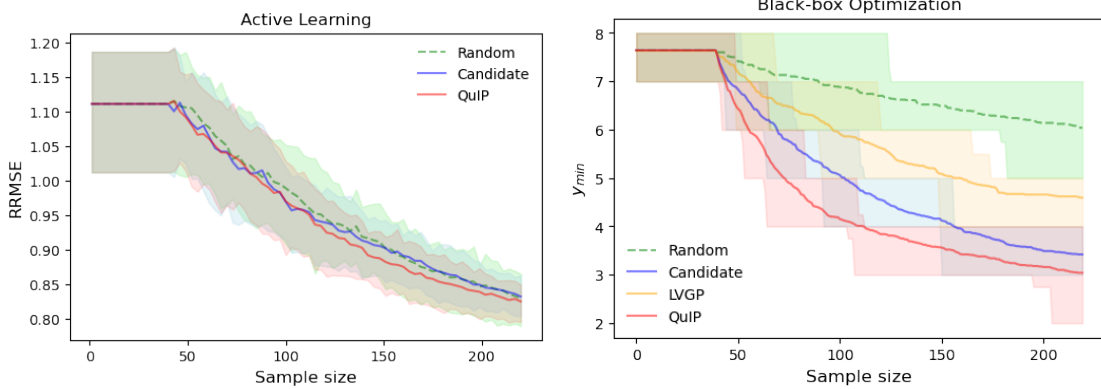 Active Learning
1.20
1.15
1.10
1.05
1.00
0.95
0.90
0.85
0.80
RRMSE
Random
Candidate
QuIP
0 50 100 150 200
Sample size
Black-box Optimization
8
7
6
5
4
3
2
y_min
Random
Candidate
LVGP
QuIP
0 50 100 150 200
Sample size